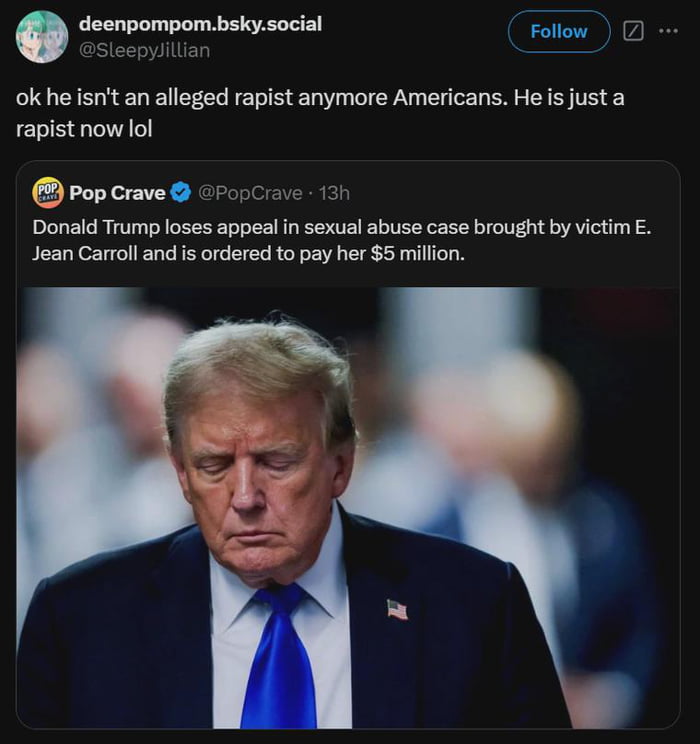 deenpompom.bsky.social
@SleepyJillian
Follow
ok he isn't an alleged rapist anymore Americans. He is just a
rapist now lol
POP
CRAVE
Pop Crave @PopCrave · 13h
Donald Trump loses appeal in sexual abuse case brought by victim E.
Jean Carroll and is ordered to pay her $5 million.